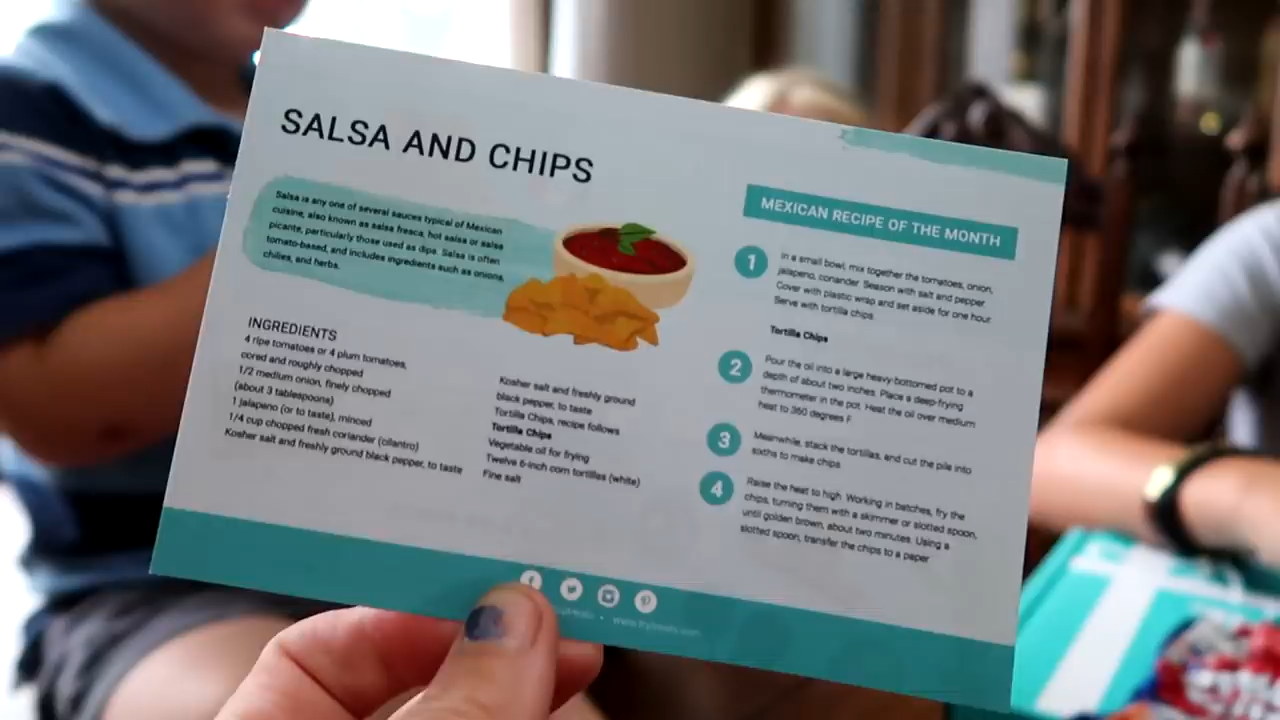 SALSA AND CHIPS
Salsa is any one of several sauces typical of Mexican
cuisine, also known as salsa fresca, hot salsa or salsa
picante, particularly those used as dips. Salsa is often
tomato-based, and includes ingredients such as onions,
chilies, and herbs.
INGREDIENTS
4 ripe tomatoes or 4 plum tomatoes,
cored and roughly chopped
1/2 medium onion, finely chopped
(about 3 tablespoons)
1 jalapeno (or to taste), minced
1/4 cup chopped fresh coriander (cilantro)
Kosher salt and freshly ground black pepper, to taste
Kosher salt and freshly ground
black pepper, to taste
Tortilla Chips, recipe follows
Tortilla Chips
Vegetable oil for frying
Twelve 6-inch corn tortillas (white)
Fine salt
MEXICAN RECIPE OF THE MONTH
1 In a small bowl, mix together the tomatoes, onion,
jalapeno, coriander. Season with salt and pepper.
Cover with plastic wrap and set aside for one hour.
Serve with tortilla chips.
Tortilla Chips
2 Pour the oil into a large heavy-bottomed pot to a
depth of about two inches. Place a deep-frying
thermometer in the pot. Heat the oil over medium
heat to 350 degrees F
3 Meanwhile, stack the tortillas, and cut the pile into
sixths to make chips.
4 Raise the heat to high. Working in batches, fry the
chips, turning them with a skimmer or slotted spoon,
until golden brown, about two minutes. Using a
slotted spoon, transfer the chips to a paper